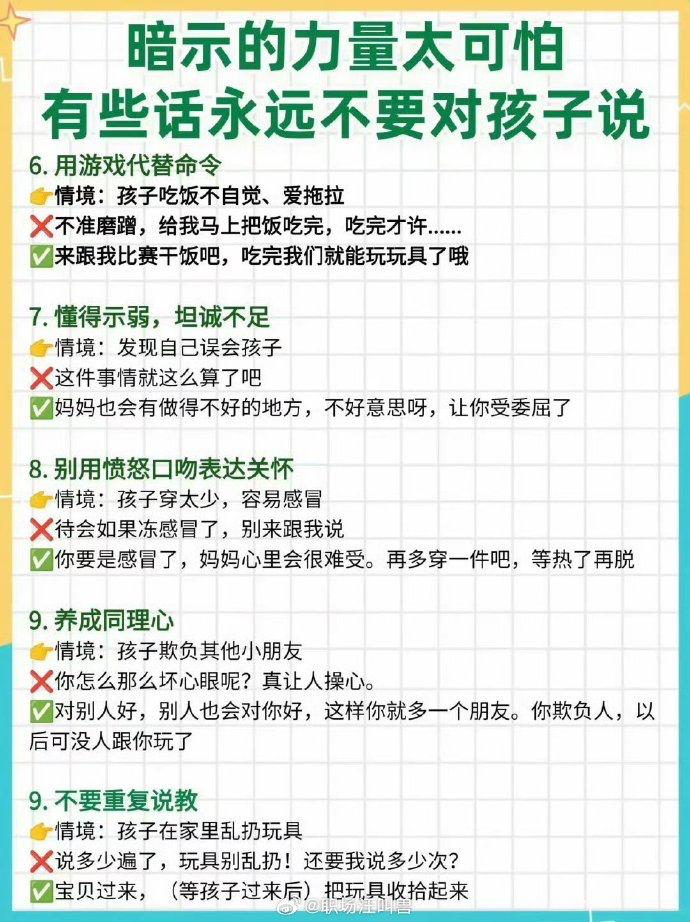 暗示的力量太可怕
有些话永远不要对孩子说
6. 用游戏代替命令
👉情境：孩子吃饭不自觉、爱拖拉
❌不准磨蹭，给我马上把饭吃完，吃完才许......
✅来跟我比赛干饭吧，吃完我们就能玩玩具了哦
7. 懂得示弱，坦诚不足
👉情境：发现自己误会孩子
❌这件事情就这么算了吧
✅妈妈也会有做得不好的地方，不好意思呀，让你受委屈了
8. 别用愤怒口吻表达关怀
👉情境：孩子穿太少，容易感冒
❌待会如果冻感冒了，别来跟我说
✅你要是感冒了，妈妈心里会很难受。再多穿一件吧，等热了再脱
9. 养成同理心
👉情境：孩子欺负其他小朋友
❌你怎么那么坏心眼呢？真让人操心。
✅对别人好，别人也会对你好，这样你就多一个朋友。你欺负人，以
后可没人跟你玩了
9. 不要重复说教
👉情境：孩子在家里乱扔玩具
❌说多少遍了，玩具别乱扔！还要我说多少次？
✅宝贝过来，（等孩子过来后）把玩具收拾起来
@职场汪叫兽